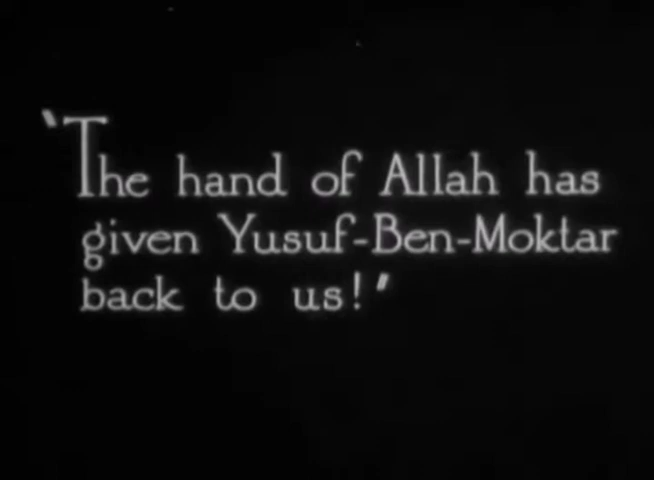 "The hand of Allah has
given Yusuf-Ben-Moktar
back to us!"